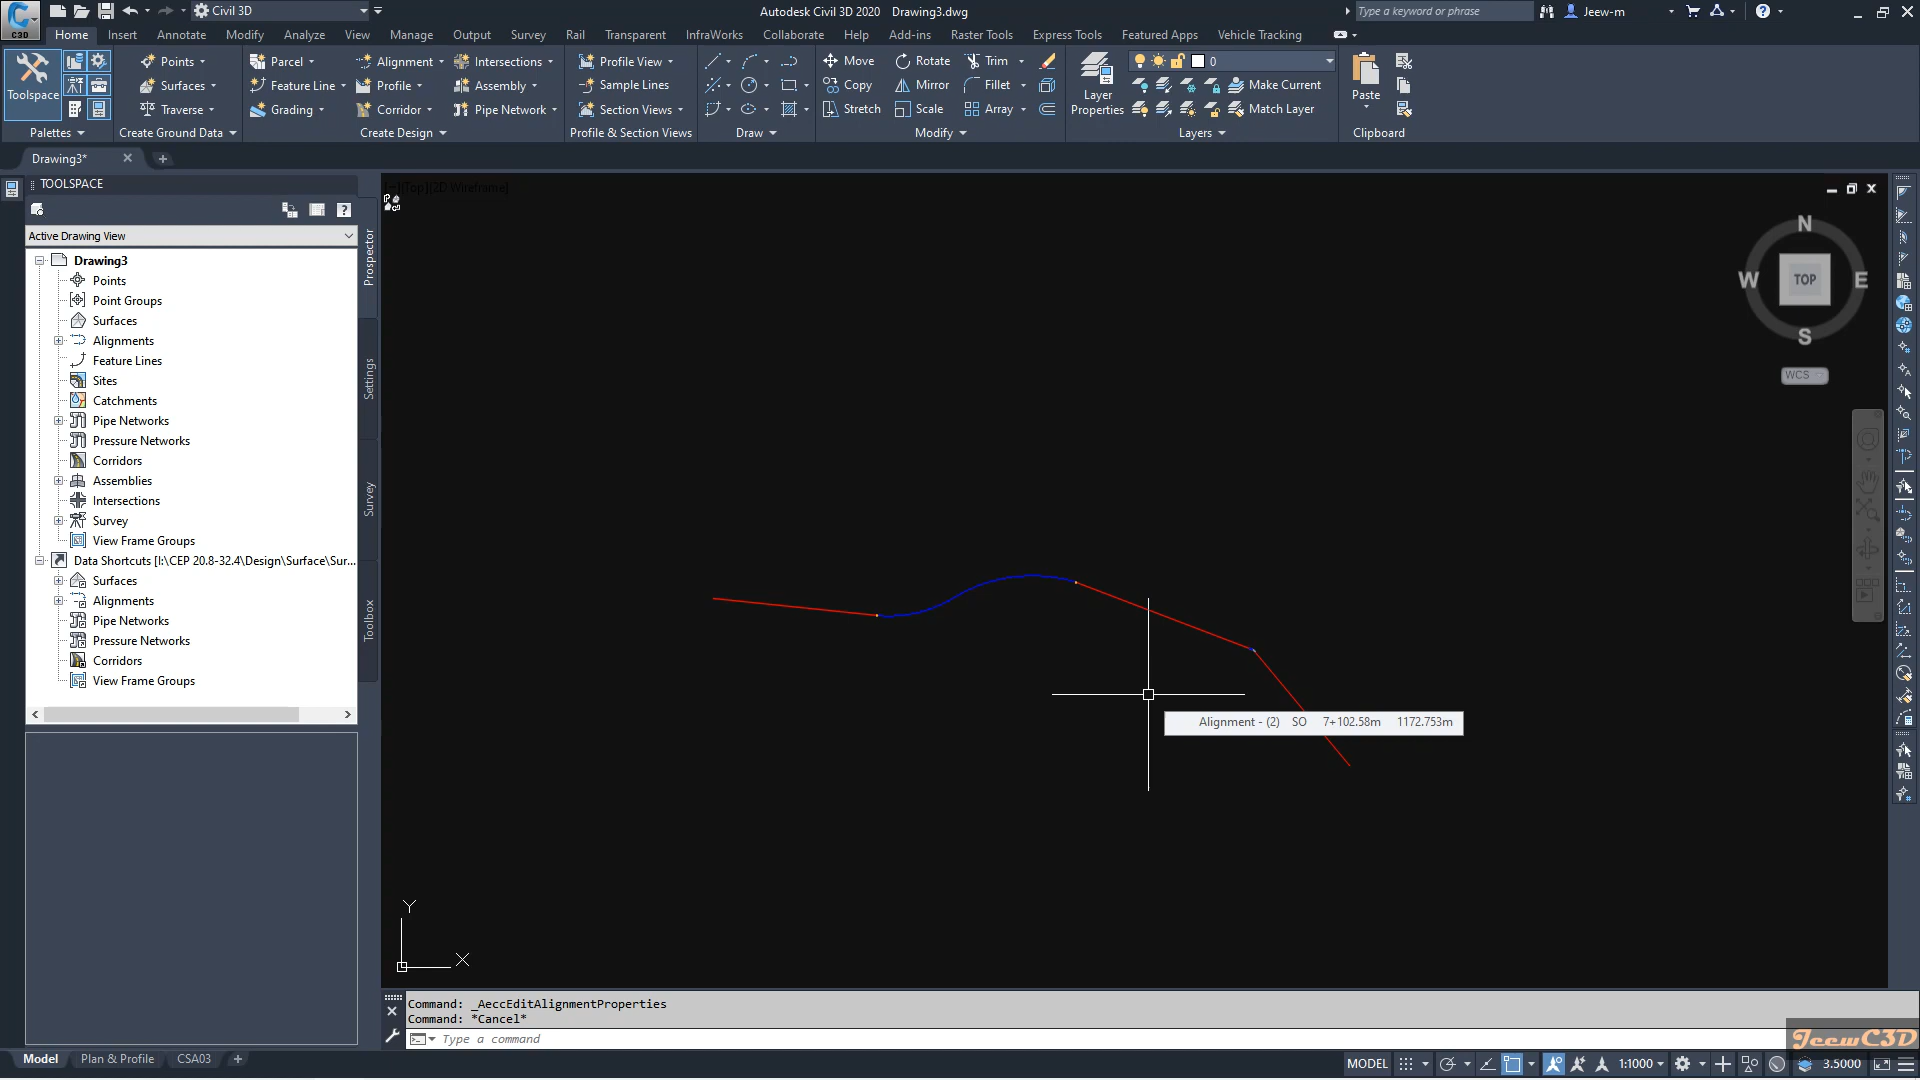 C3D
Civil 3D
Autodesk Civil 3D 2020 Drawing3.dwg
Type a keyword or phrase
Jeew-m
Home Insert Annotate Modify Analyze View Manage Output Survey Rail Transparent InfraWorks Collaborate Help Add-ins Raster Tools Express Tools Featured Apps Vehicle Tracking
Toolspace
Palettes
Points
Surfaces
Traverse
Create Ground Data
Parcel
Feature Line
Grading
Alignment
Profile
Corridor
Intersections
Assembly
Pipe Network
Create Design
Profile View
Sample Lines
Section Views
Profile & Section Views
Draw
Move
Copy
Stretch
Rotate
Mirror
Scale
Trim
Fillet
Array
Modify
Layer
Properties
0
Make Current
Match Layer
Layers
Paste
Clipboard
Drawing3*
TOOLSPACE
Active Drawing View
Drawing3
Points
Point Groups
Surfaces
Alignments
Feature Lines
Sites
Catchments
Pipe Networks
Pressure Networks
Corridors
Assemblies
Intersections
Survey
View Frame Groups
Data Shortcuts [I:\CEP 20.8-32.4\Design\Surface\Sur...
Surfaces
Alignments
Pipe Networks
Pressure Networks
Corridors
View Frame Groups
Prospector
Settings
Survey
Toolbox
[-][Top][2D Wireframe]
N
W TOP E
S
WCS
Alignment - (2) SO 7+102.58m 1172.753m
Y
X
Command: _AeccEditAlignmentProperties
Command: *Cancel*
Type a command
JeewC3D
Model Plan & Profile CSA03
MODEL 1:1000 3.5000